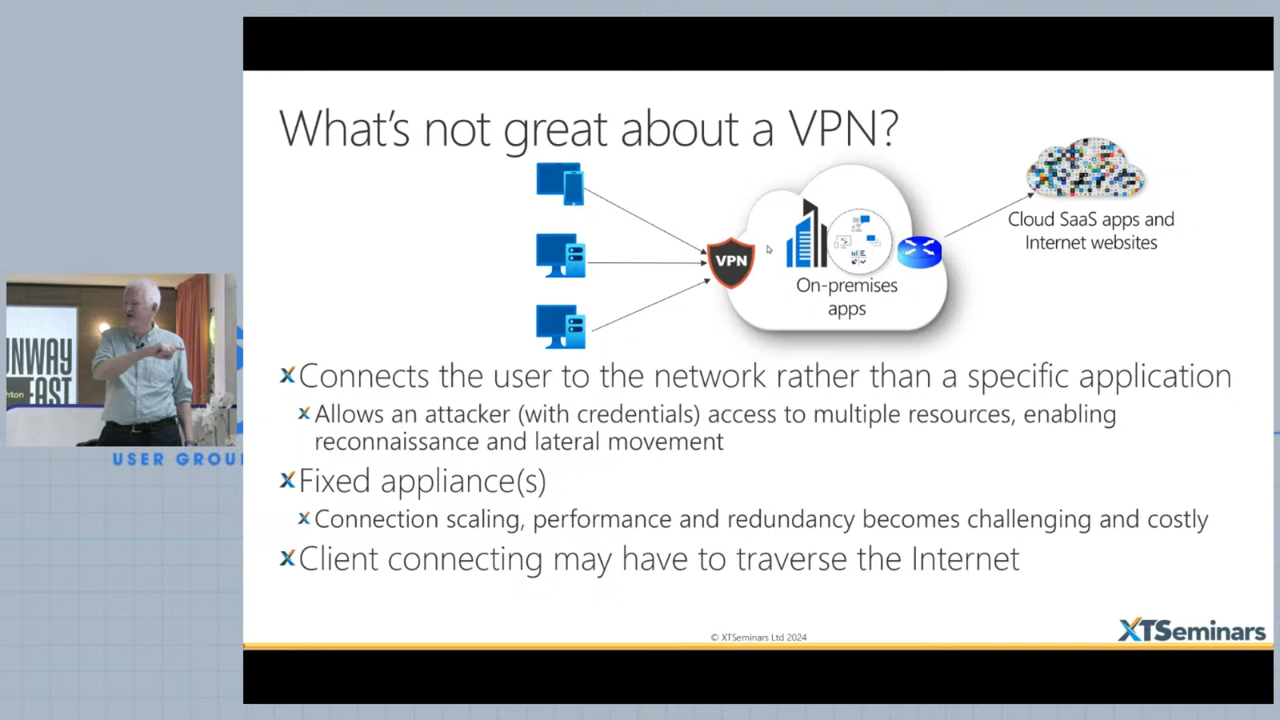 What's not great about a VPN?
VPN
On-premises
apps
Cloud SaaS apps and
Internet websites
Connects the user to the network rather than a specific application
Allows an attacker (with credentials) access to multiple resources, enabling
reconnaissance and lateral movement
Fixed appliance(s)
Connection scaling, performance and redundancy becomes challenging and costly
Client connecting may have to traverse the Internet
© XTSeminars Ltd 2024
XTSeminars
NWAY
EAST
hton
USER GROU